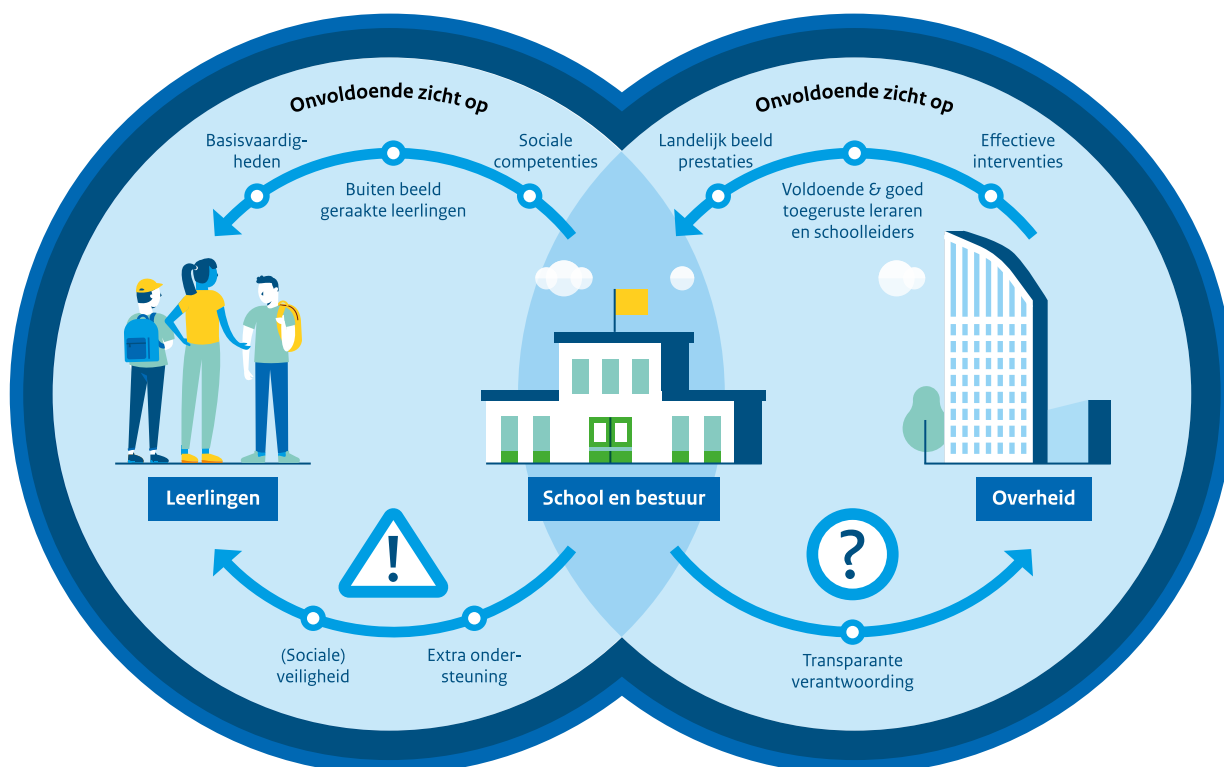 Onvoldoende zicht op
Basisvaardig-
heden
Sociale
competenties
Buiten beeld
geraakte leerlingen
Onvoldoende zicht op
Landelijk beeld
prestaties
Effectieve
interventies
Voldoende & goed
toegeruste leraren
en schoolleiders
Leerlingen
School en bestuur
Overheid
!
?
(Sociale)
veiligheid
Extra onder-
steuning
Transparante
verantwoording